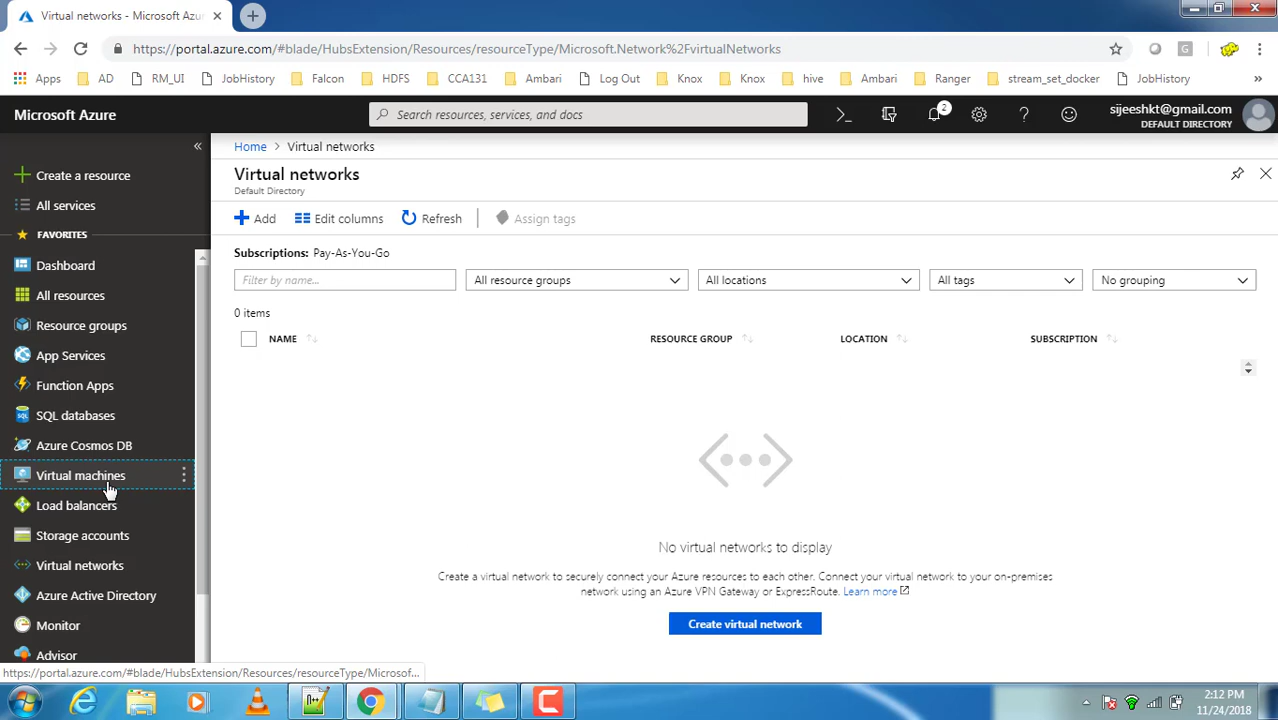 Virtual networks - Microsoft Azu
https://portal.azure.com/#blade/HubsExtension/Resources/resourceType/Microsoft.Network%2FvirtualNetworks
G
Apps AD RM_UI JobHistory Falcon HDFS CCA131 Ambari Log Out Knox Knox hive Ambari Ranger stream_set_docker JobHistory »
Microsoft Azure
Search resources, services, and docs
2
sijeeshkt@gmail.com
DEFAULT DIRECTORY
Create a resource
All services
FAVORITES
Dashboard
All resources
Resource groups
App Services
Function Apps
SQL databases
Azure Cosmos DB
Virtual machines
Load balancers
Storage accounts
Virtual networks
Azure Active Directory
Monitor
Advisor
Home > Virtual networks
Virtual networks
Default Directory
Add Edit columns Refresh Assign tags
Subscriptions: Pay-As-You-Go
Filter by name... All resource groups All locations All tags No grouping
0 items
NAME RESOURCE GROUP LOCATION SUBSCRIPTION
No virtual networks to display
Create a virtual network to securely connect your Azure resources to each other. Connect your virtual network to your on-premises
network using an Azure VPN Gateway or ExpressRoute. Learn more
Create virtual network
https://portal.azure.com/#blade/HubsExtension/Resources/resourceType/Microsof...
2:12 PM
11/24/2018